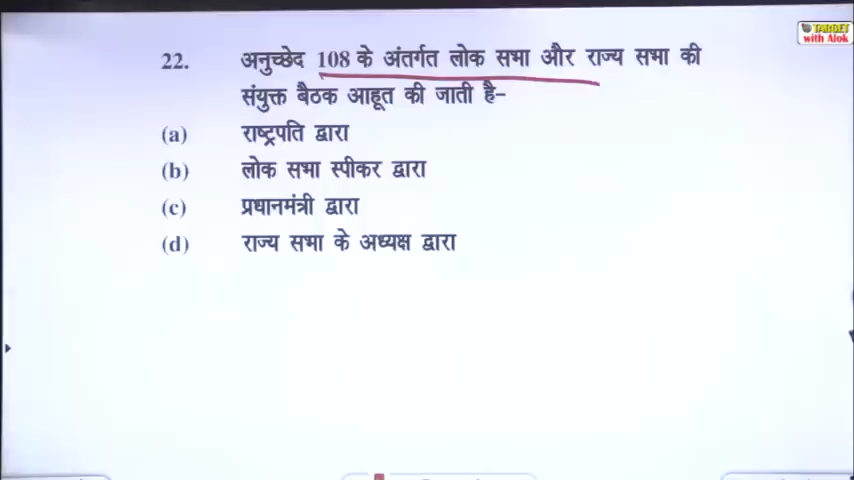 TARGET
with Alok
22. अनुच्छेद 108 के अंतर्गत लोक सभा और राज्य सभा की
संयुक्त बैठक आहूत की जाती है-
(a) राष्ट्रपति द्वारा
(b) लोक सभा स्पीकर द्वारा
(c) प्रधानमंत्री द्वारा
(d) राज्य सभा के अध्यक्ष द्वारा